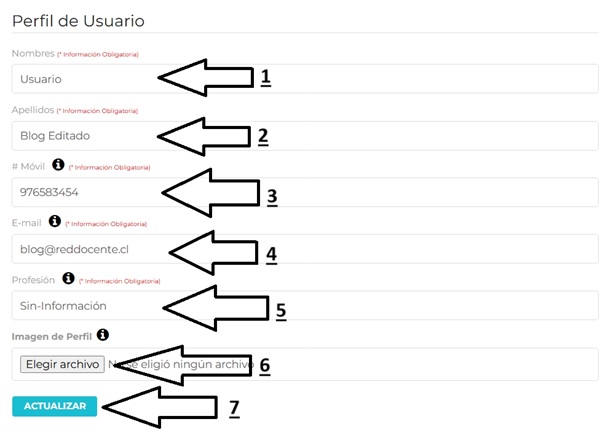 Perfil de Usuario
Nombres (* Información Obligatoria)
Usuario 1
Apellidos (* Información Obligatoria)
Blog Editado 2
# Móvil (* Información Obligatoria)
976583454 3
E-mail (* Información Obligatoria)
blog@reddocente.cl 4
Profesión (* Información Obligatoria)
Sin-Información 5
Imagen de Perfil
Elegir archivo No se eligió ningún archivo 6
ACTUALIZAR 7